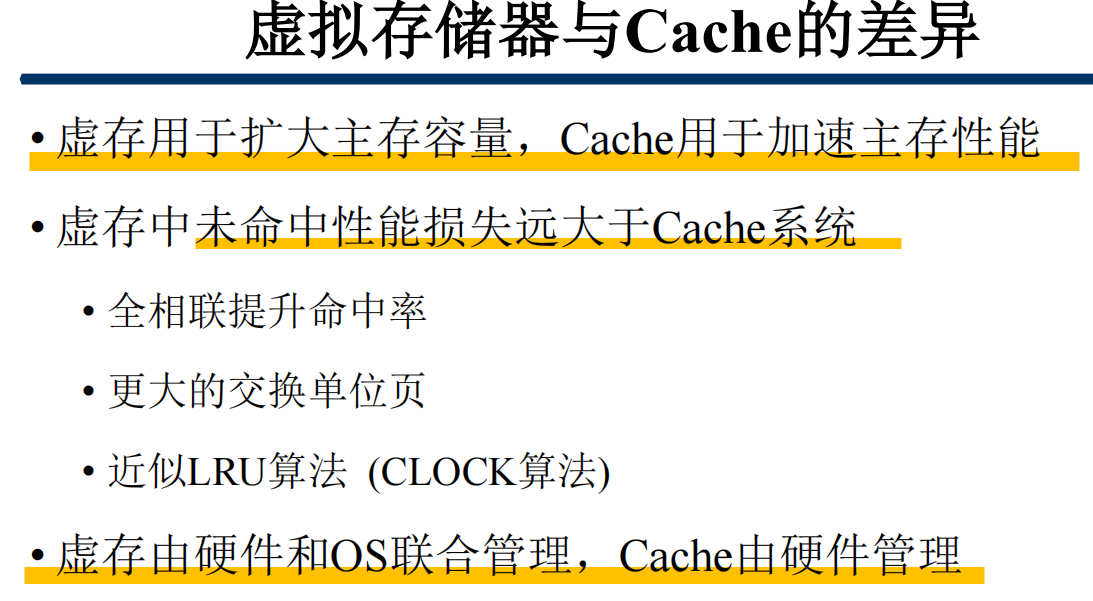 虚拟存储器与Cache的差异
• 虚存用于扩大主存容量，Cache用于加速主存性能
• 虚存中未命中性能损失远大于Cache系统
• 全相联提升命中率
• 更大的交换单位页
• 近似LRU算法 (CLOCK算法)
• 虚存由硬件和OS联合管理，Cache由硬件管理